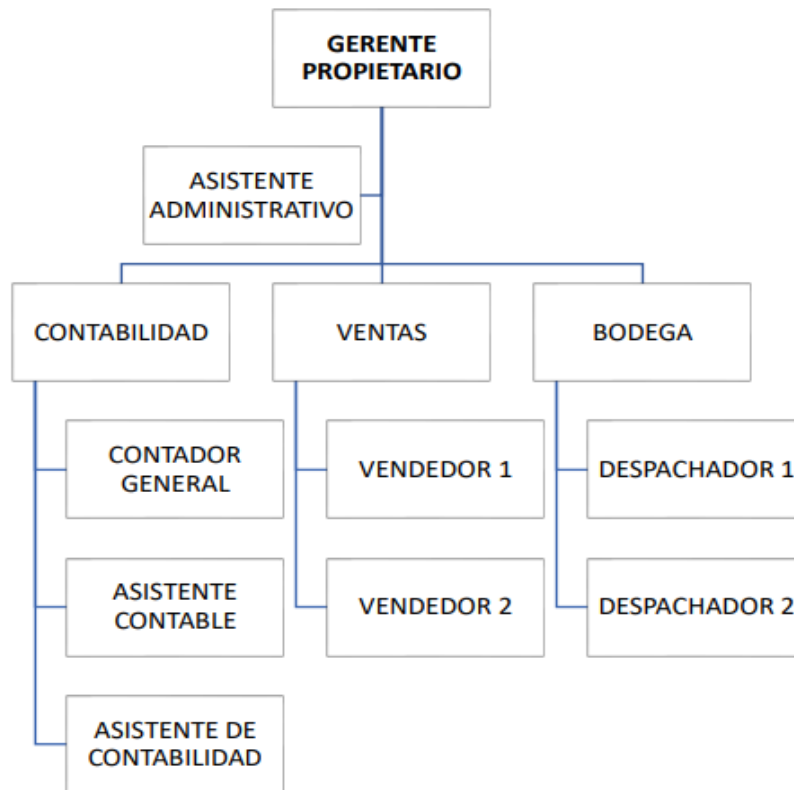 GERENTE
PROPIETARIO
ASISTENTE
ADMINISTRATIVO
CONTABILIDAD
VENTAS
BODEGA
CONTADOR
GENERAL
VENDEDOR 1
DESPACHADOR 1
ASISTENTE
CONTABLE
VENDEDOR 2
DESPACHADOR 2
ASISTENTE DE
CONTABILIDAD